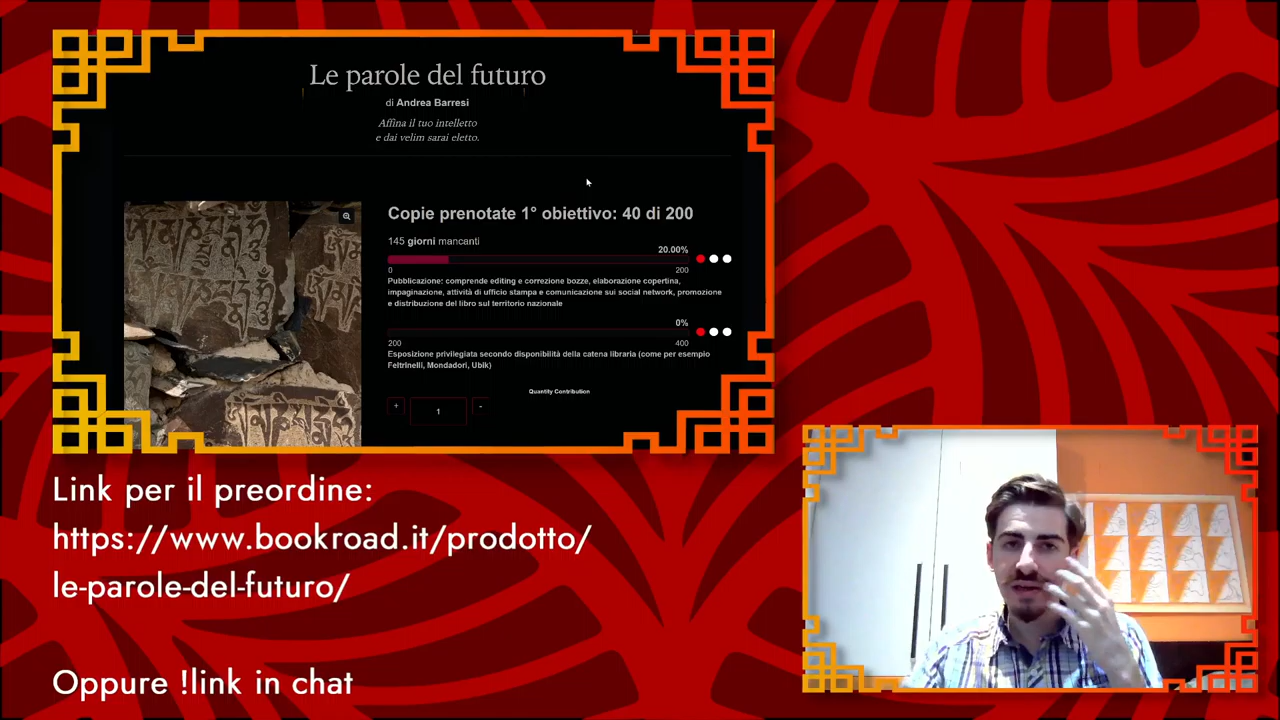 Le parole del futuro
di Andrea Barresi
Affina il tuo intelletto
e dai velim sarai eletto.
Copie prenotate 1° obiettivo: 40 di 200
145 giorni mancanti
20.00%
0 200
Pubblicazione: comprende editing e correzione bozze, elaborazione copertina,
impaginazione, attività di ufficio stampa e comunicazione sui social network, promozione
e distribuzione del libro sul territorio nazionale
0%
200 400
Esposizione privilegiata secondo disponibilità della catena libraria (come per esempio
Feltrinelli, Mondadori, Ubik)
Quantity Contribution
+ 1 -
Link per il preordine:
https://www.bookroad.it/prodotto/
le-parole-del-futuro/
Oppure !link in chat